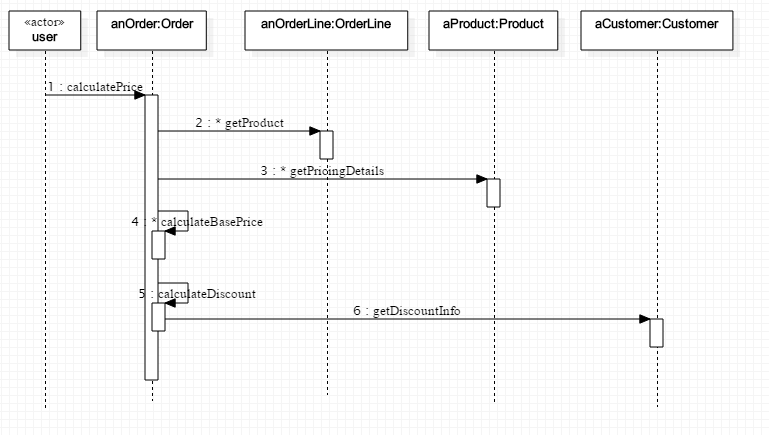 «actor»
user
anOrder:Order
anOrderLine:OrderLine
aProduct:Product
aCustomer:Customer
1 : calculatePrice
2 : * getProduct
3 : * getPricingDetails
4 : * calculateBasePrice
5 : calculateDiscount
6 : getDiscountInfo